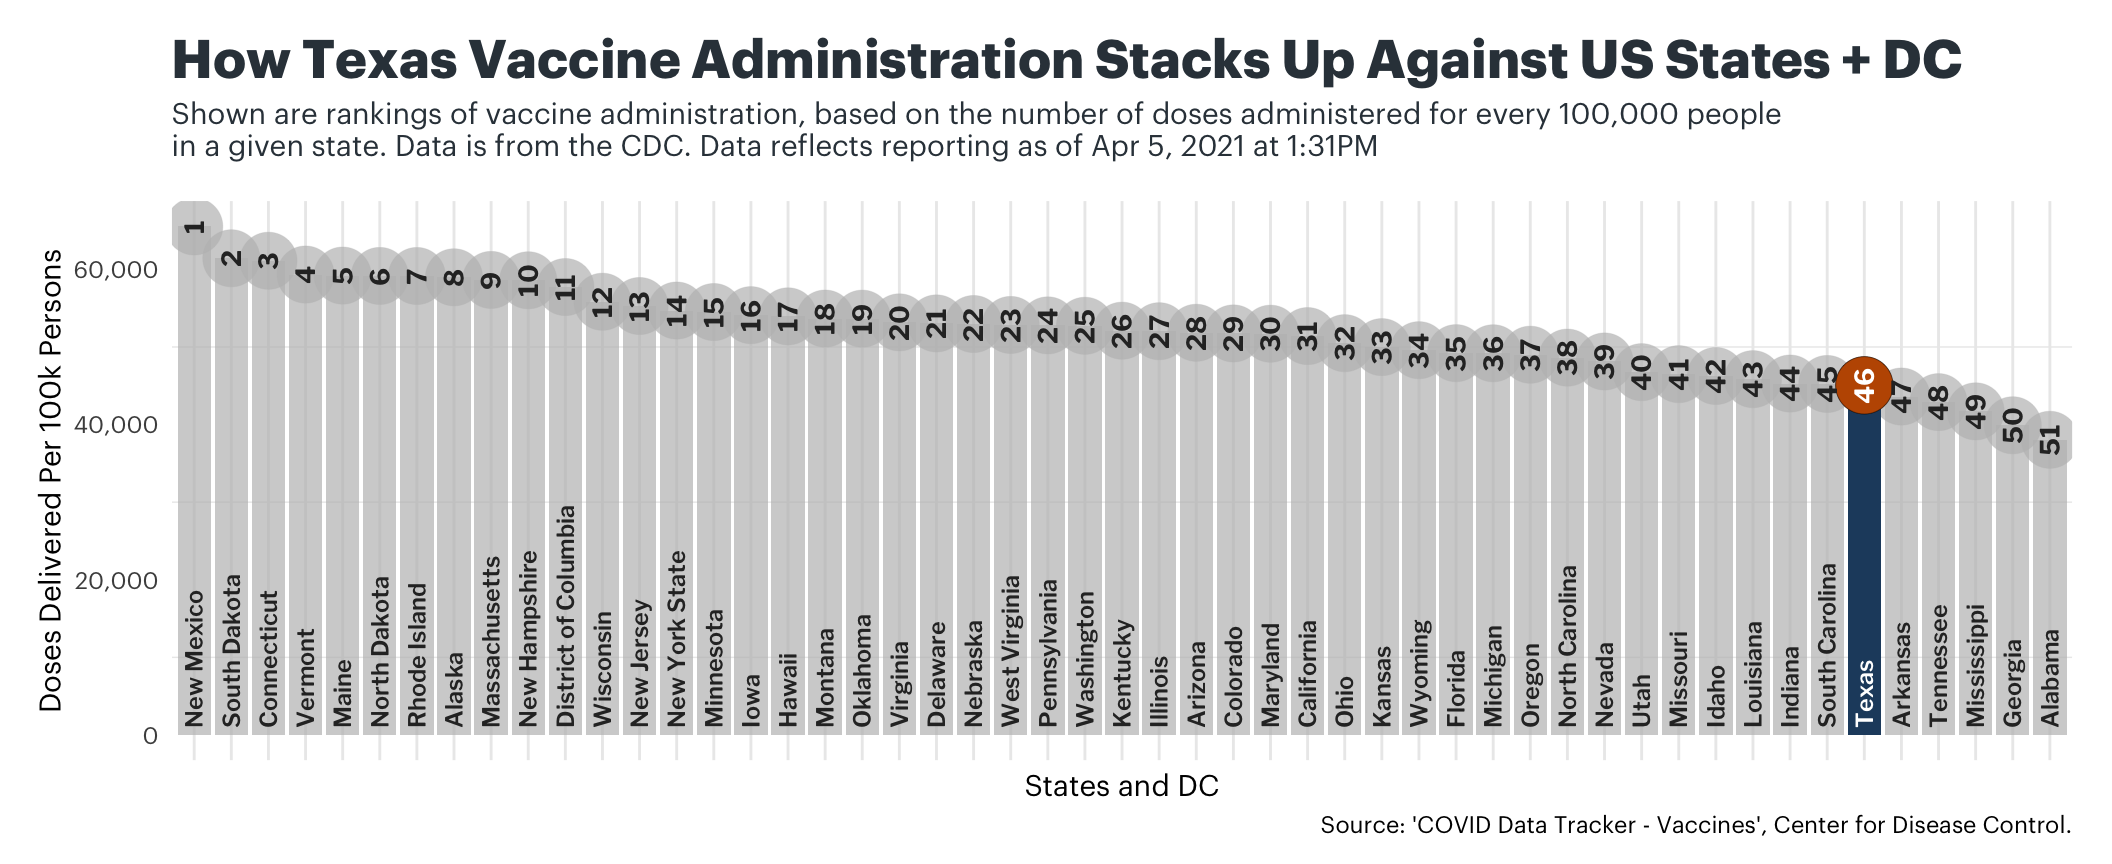 How Texas Vaccine Administration Stacks Up Against US States + DC
Shown are rankings of vaccine administration, based on the number of doses administered for every 100,000 people
in a given state. Data is from the CDC. Data reflects reporting as of Apr 5, 2021 at 1:31PM
Doses Delivered Per 100k Persons
60,000
40,000
20,000
0
1
2
3
4
5
6
7
8
9
10
11
12
13
14
15
16
17
18
19
20
21
22
23
24
25
26
27
28
29
30
31
32
33
34
35
36
37
38
39
40
41
42
43
44
45
46
47
48
49
50
51
New Mexico
South Dakota
Connecticut
Vermont
Maine
North Dakota
Rhode Island
Alaska
Massachusetts
New Hampshire
District of Columbia
Wisconsin
New Jersey
New York State
Minnesota
Iowa
Hawaii
Montana
Oklahoma
Virginia
Delaware
Nebraska
West Virginia
Pennsylvania
Washington
Kentucky
Illinois
Arizona
Colorado
Maryland
California
Ohio
Kansas
Wyoming
Florida
Michigan
Oregon
North Carolina
Nevada
Utah
Missouri
Idaho
Louisiana
Indiana
South Carolina
Texas
Arkansas
Tennessee
Mississippi
Georgia
Alabama
States and DC
Source: 'COVID Data Tracker - Vaccines', Center for Disease Control.